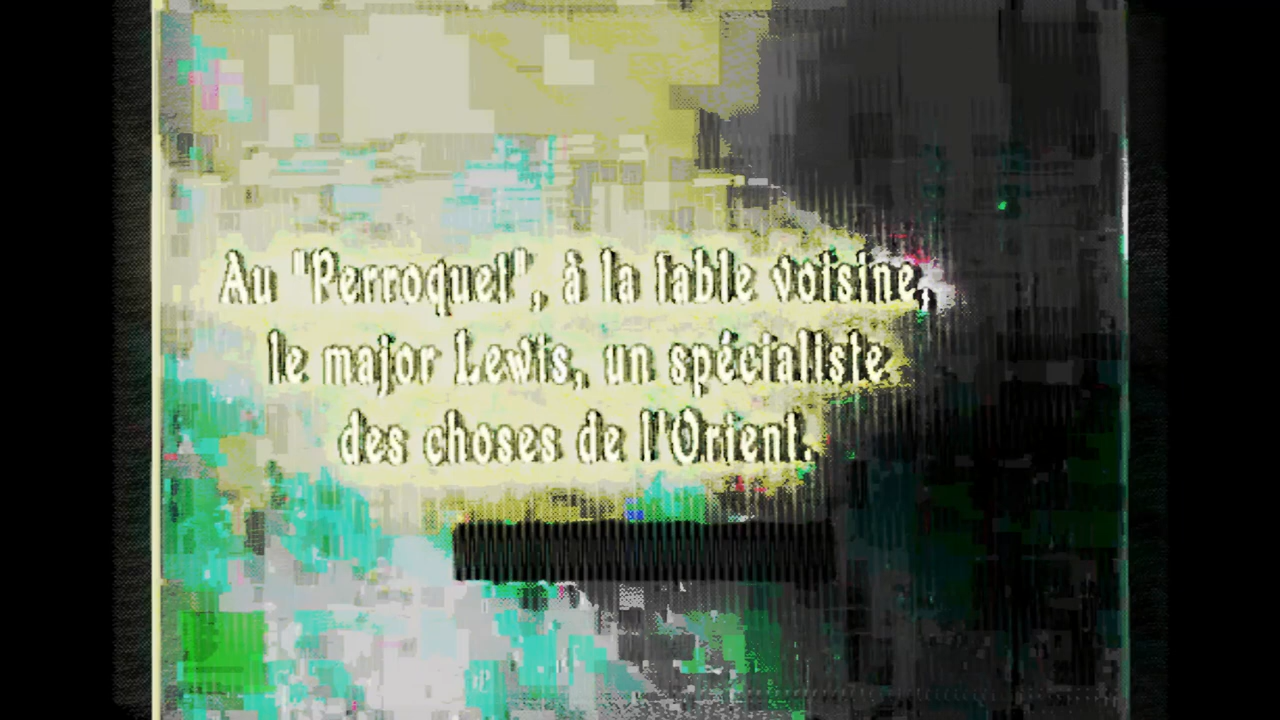 Au "Perroquet", à la table voisine,
le major Lewis, un spécialiste
des choses de l'Orient.